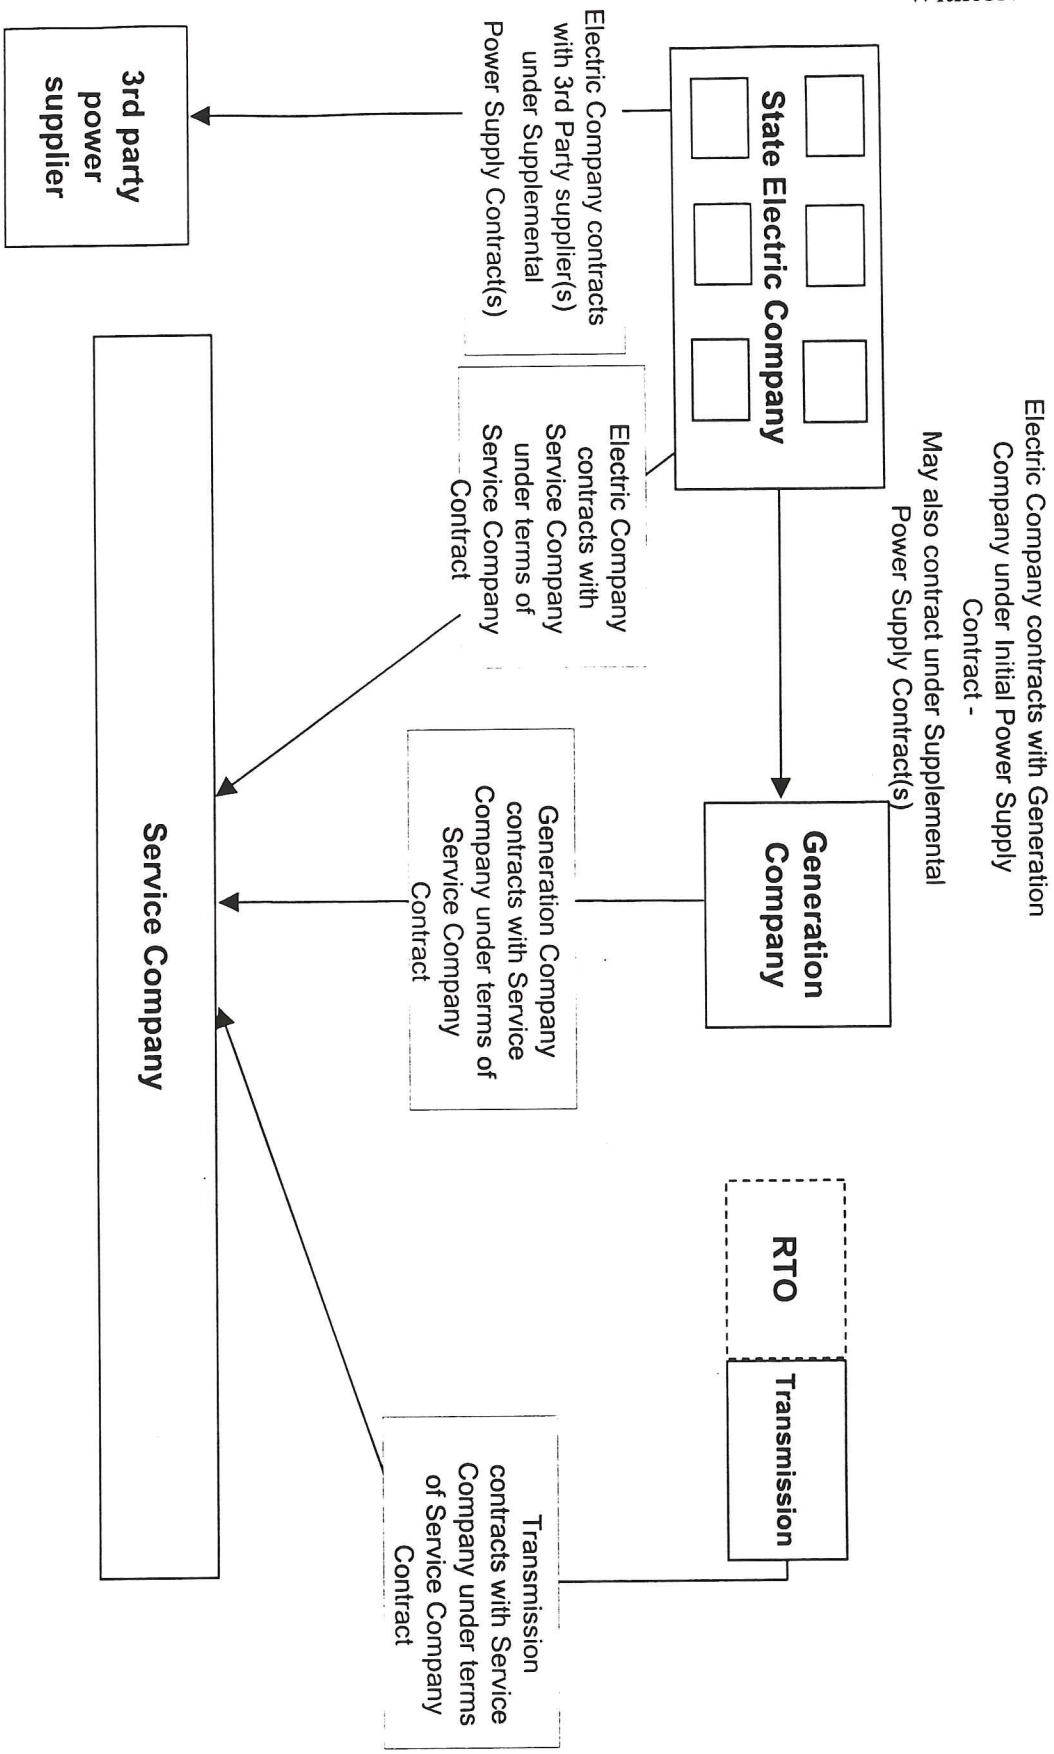 Electric Company contracts with Generation
Company under Initial Power Supply
Contract -
May also contract under Supplemental
Power Supply Contract(s)
State Electric Company
Generation
Company
RTO
Transmission
Electric Company contracts
with 3rd Party supplier(s)
under Supplemental
Power Supply Contract(s)
Electric Company
contracts with
Service Company
under terms of
Service Company
Contract
Generation Company
contracts with Service
Company under terms of
Service Company
Contract
Transmission
contracts with Service
Company under terms
of Service Company
Contract
3rd party
power
supplier
Service Company